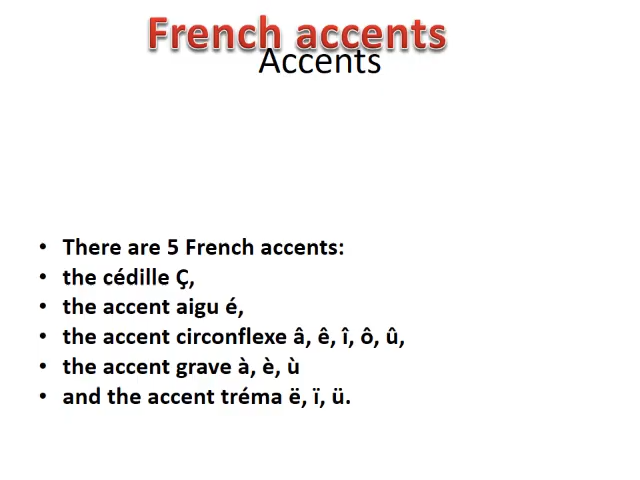 French accents
Accents
• There are 5 French accents:
• the cédille Ç,
• the accent aigu é,
• the accent circonflexe â, ê, î, ô, û,
• the accent grave à, è, ù
• and the accent tréma ë, ï, ü.